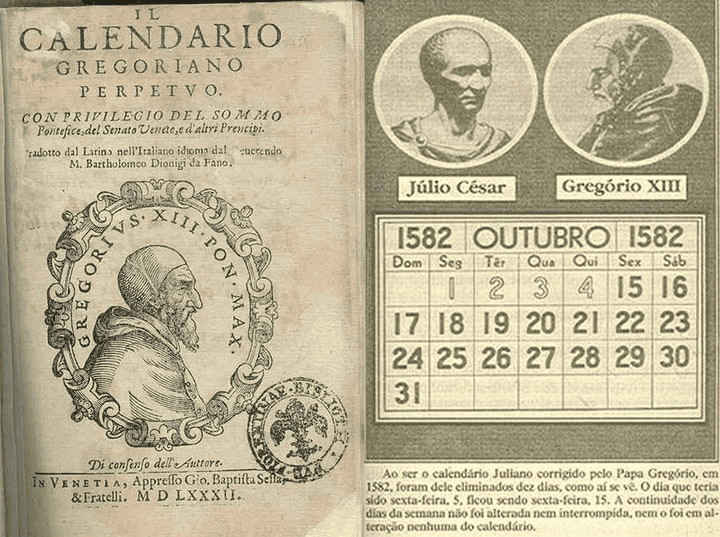 IL
CALENDARIO
GREGORIANO
PERPETVO.
CON PRIVILEGIO DEL SOMMO
Pontefice, del Senato Veneto, e d'altri Prencipi.
radotto dal Latino nell'Italiano idioma dal euerendo
M. Bartholomeo Dionigi da Fano.
GREGORIVS · XIII · PON · MAX ·
Di consenso dell'Auttore.
IN VENETIA, Appresso Gio. Baptista Sessa,
& Fratelli. M D LXXXII.
Júlio César
Gregório XIII
1582 OUTUBRO 1582
Dom Seg Têr Qua Qui Sex Sáb
1 2 3 4 15 16
17 18 19 20 21 22 23
24 25 26 27 28 29 30
31
Ao ser o calendário Juliano corrigido pelo Papa Gregório, em
1582, foram dele eliminados dez dias, como aí se vê. O dia que teria
sido sexta-feira, 5, ficou sendo sexta-feira, 15. A continuidade dos
dias da semana não foi alterada nem interrompida, nem o foi em al-
teração nenhuma do calendário.